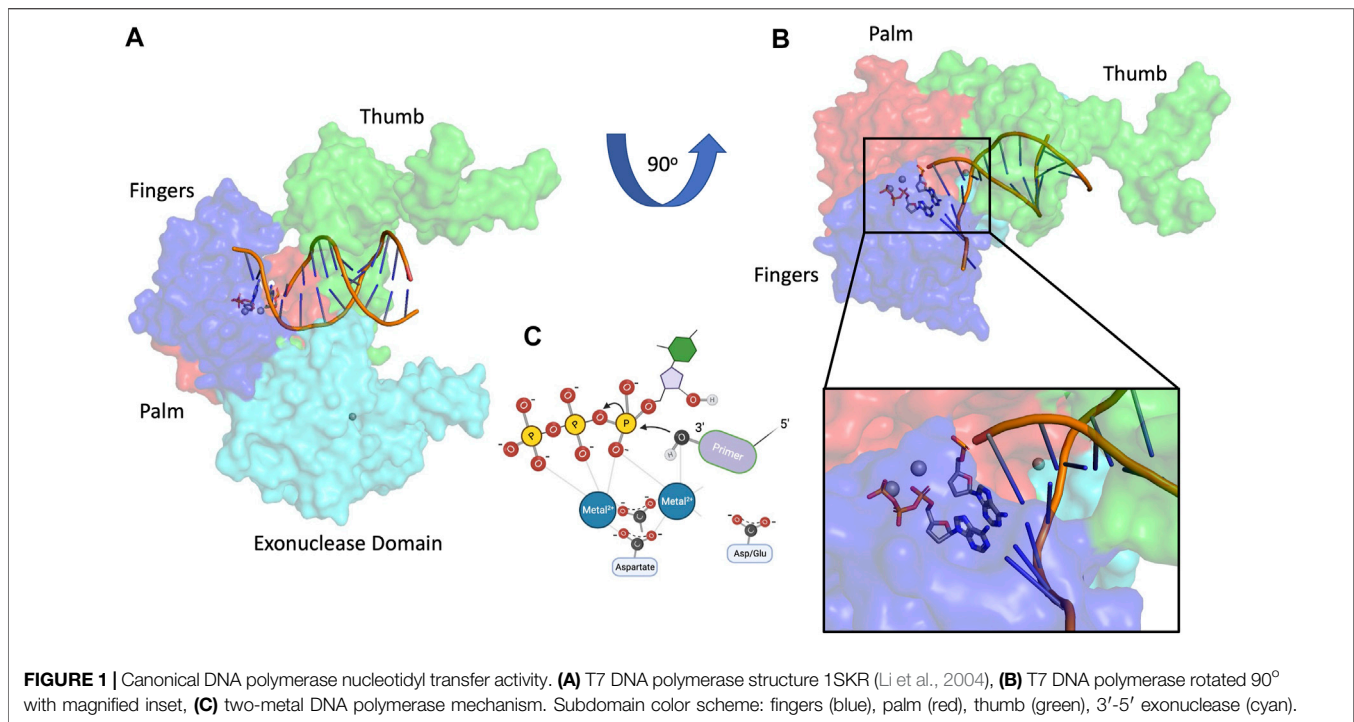 A
Thumb
Fingers
Palm
Exonuclease Domain
90°
B
Palm
Thumb
Fingers
C
O
-
O
-
O
-
O
H
P
O
P
O
P
O
O
-
O
-
O
-
O
3'
5'
H
Primer
Metal²⁺
Metal²⁺
-
O
C
O
-
O
C
O
-
Aspartate
-
O
C
O
-
Asp/Glu
FIGURE 1 | Canonical DNA polymerase nucleotidyl transfer activity. (A) T7 DNA polymerase structure 1SKR (Li et al., 2004), (B) T7 DNA polymerase rotated 90°
with magnified inset, (C) two-metal DNA polymerase mechanism. Subdomain color scheme: fingers (blue), palm (red), thumb (green), 3′-5′ exonuclease (cyan).